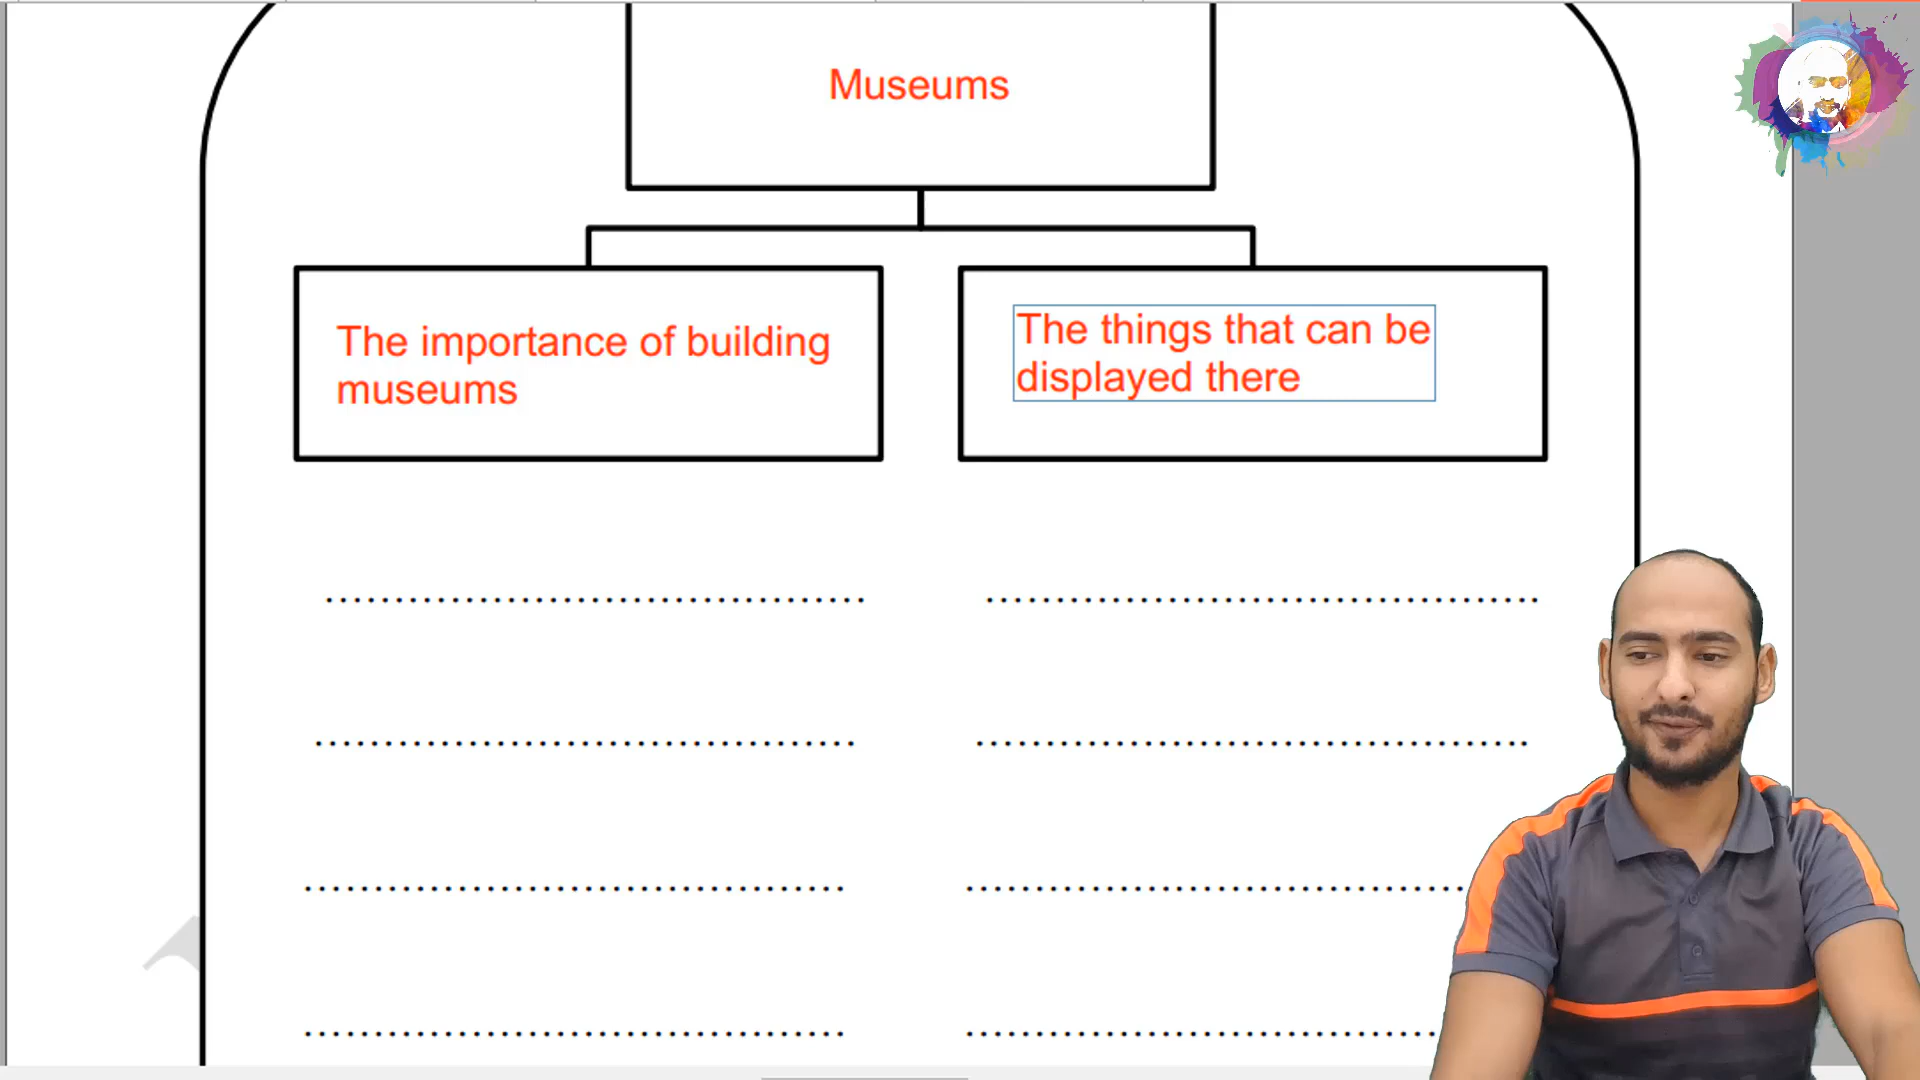 Museums
The importance of building
museums
The things that can be
displayed there